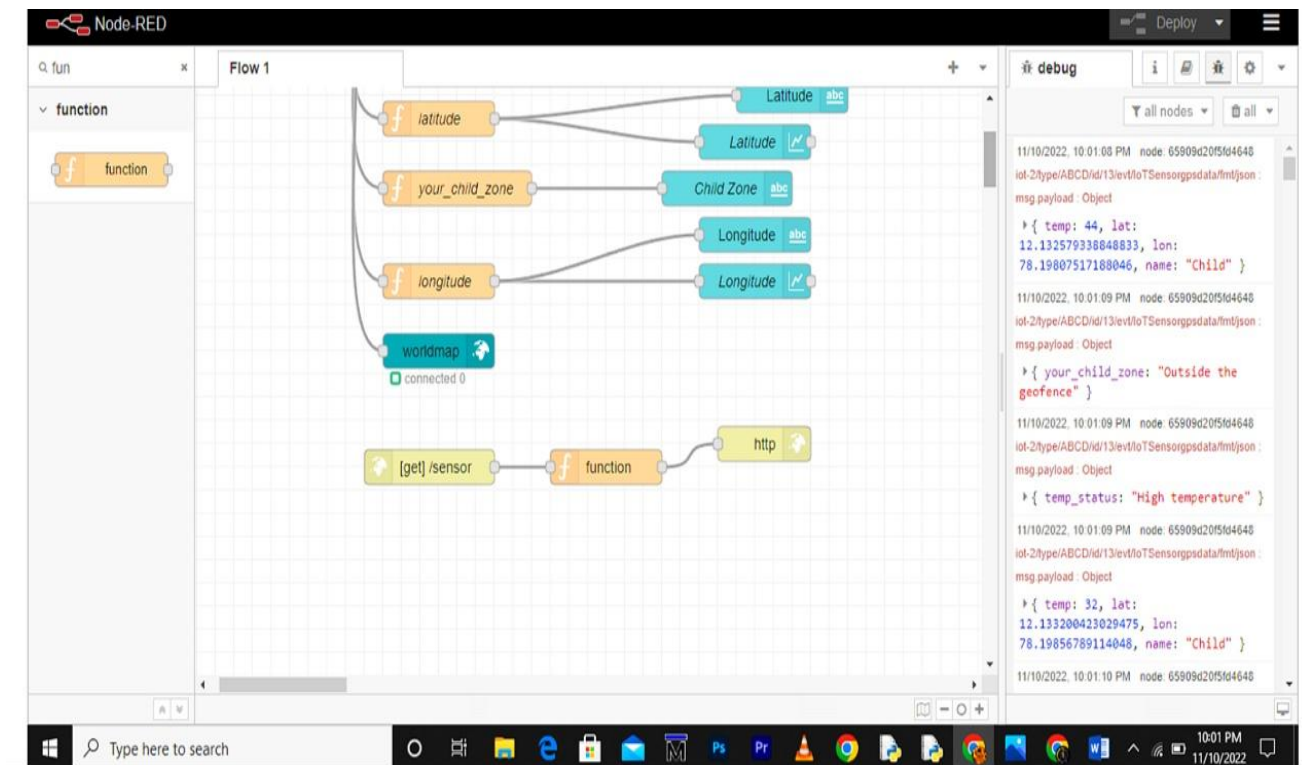 Node-RED
Deploy
fun
x
Flow 1
debug
i
function
all nodes
all
function
latitude
Latitude abc
Latitude
your_child_zone
Child Zone abc
Longitude abc
longitude
Longitude
worldmap
connected 0
[get] /sensor
function
http
11/10/2022, 10:01:08 PM node: 65909d20f5fd4648
iot-2/type/ABCD/id/13/evt/IoTSensorgpsdata/fmt/json :
msg.payload : Object
{ temp: 44, lat:
12.132579338848833, lon:
78.19807517188046, name: "Child" }
11/10/2022, 10:01:09 PM node: 65909d20f5fd4648
iot-2/type/ABCD/id/13/evt/IoTSensorgpsdata/fmt/json :
msg.payload : Object
{ your_child_zone: "Outside the
geofence" }
11/10/2022, 10:01:09 PM node: 65909d20f5fd4648
iot-2/type/ABCD/id/13/evt/IoTSensorgpsdata/fmt/json :
msg.payload : Object
{ temp_status: "High temperature" }
11/10/2022, 10:01:09 PM node: 65909d20f5fd4648
iot-2/type/ABCD/id/13/evt/IoTSensorgpsdata/fmt/json :
msg.payload : Object
{ temp: 32, lat:
12.133200423029475, lon:
78.19856789114048, name: "Child" }
11/10/2022, 10:01:10 PM node: 65909d20f5fd4648
Type here to search
Ps
Pr
10:01 PM
11/10/2022